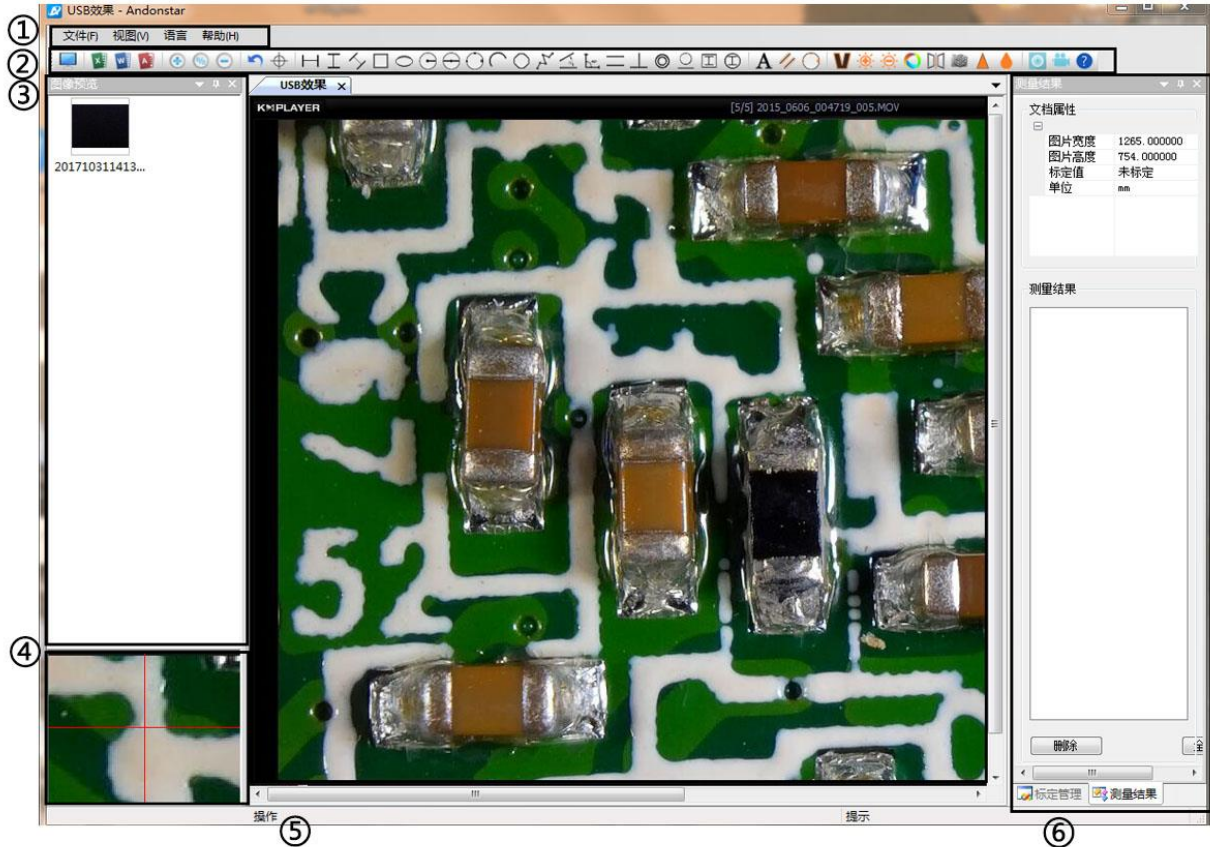 USB效果 - Andonstar
①
文件(F) 视图(V) 语言 帮助(H)
②
A
③
图像预览
USB效果 x
测量结果
KMPLAYER
[5/5] 2015_0606_004719_005.MOV
201710311413...
文档属性
图片宽度 1265.000000
图片高度 754.000000
标定值 未标定
单位 mm
测量结果
C19/
52
④
删除
全
标定管理 测量结果
操作
提示
⑤
⑥